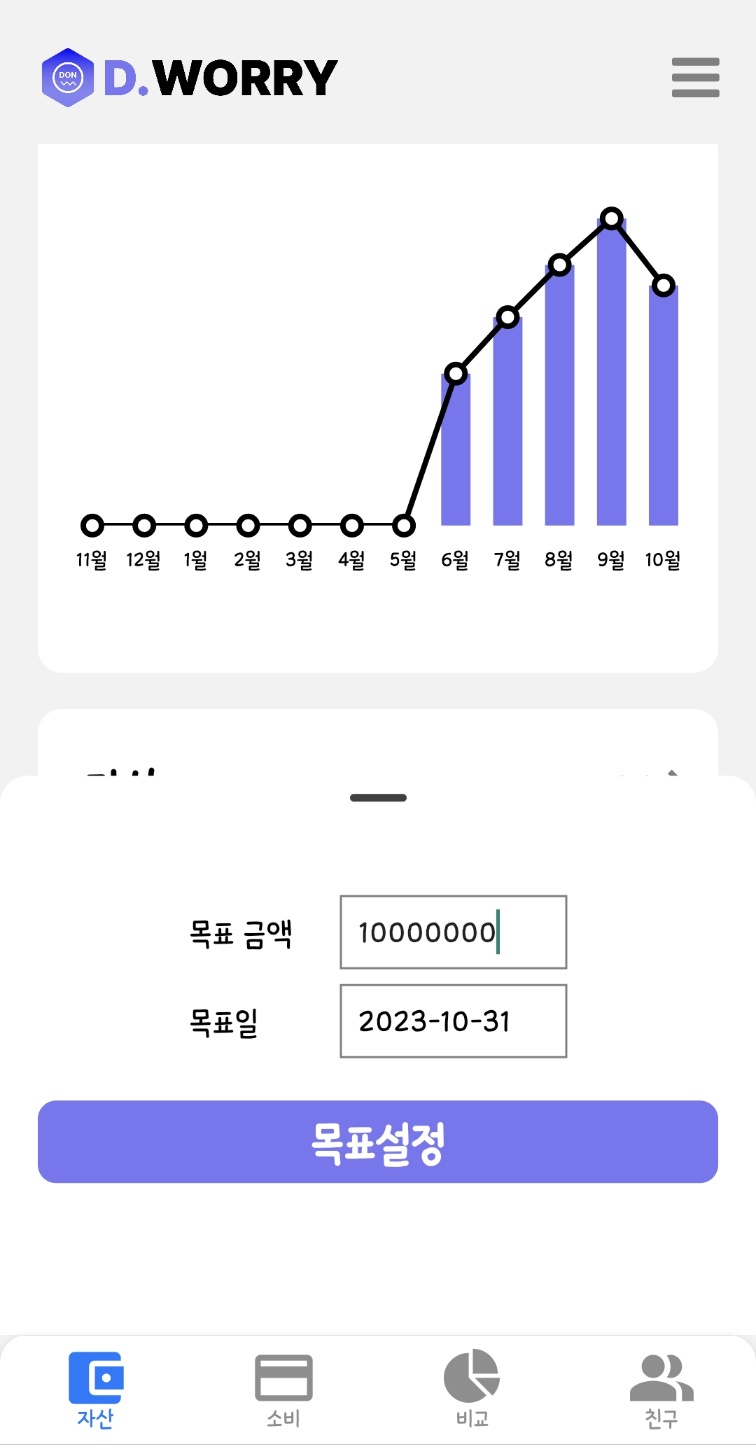 DON
D.WORRY
11월 12월 1월 2월 3월 4월 5월 6월 7월 8월 9월 10월
목표 금액 10000000
목표일 2023-10-31
목표설정
자산 소비 비교 친구